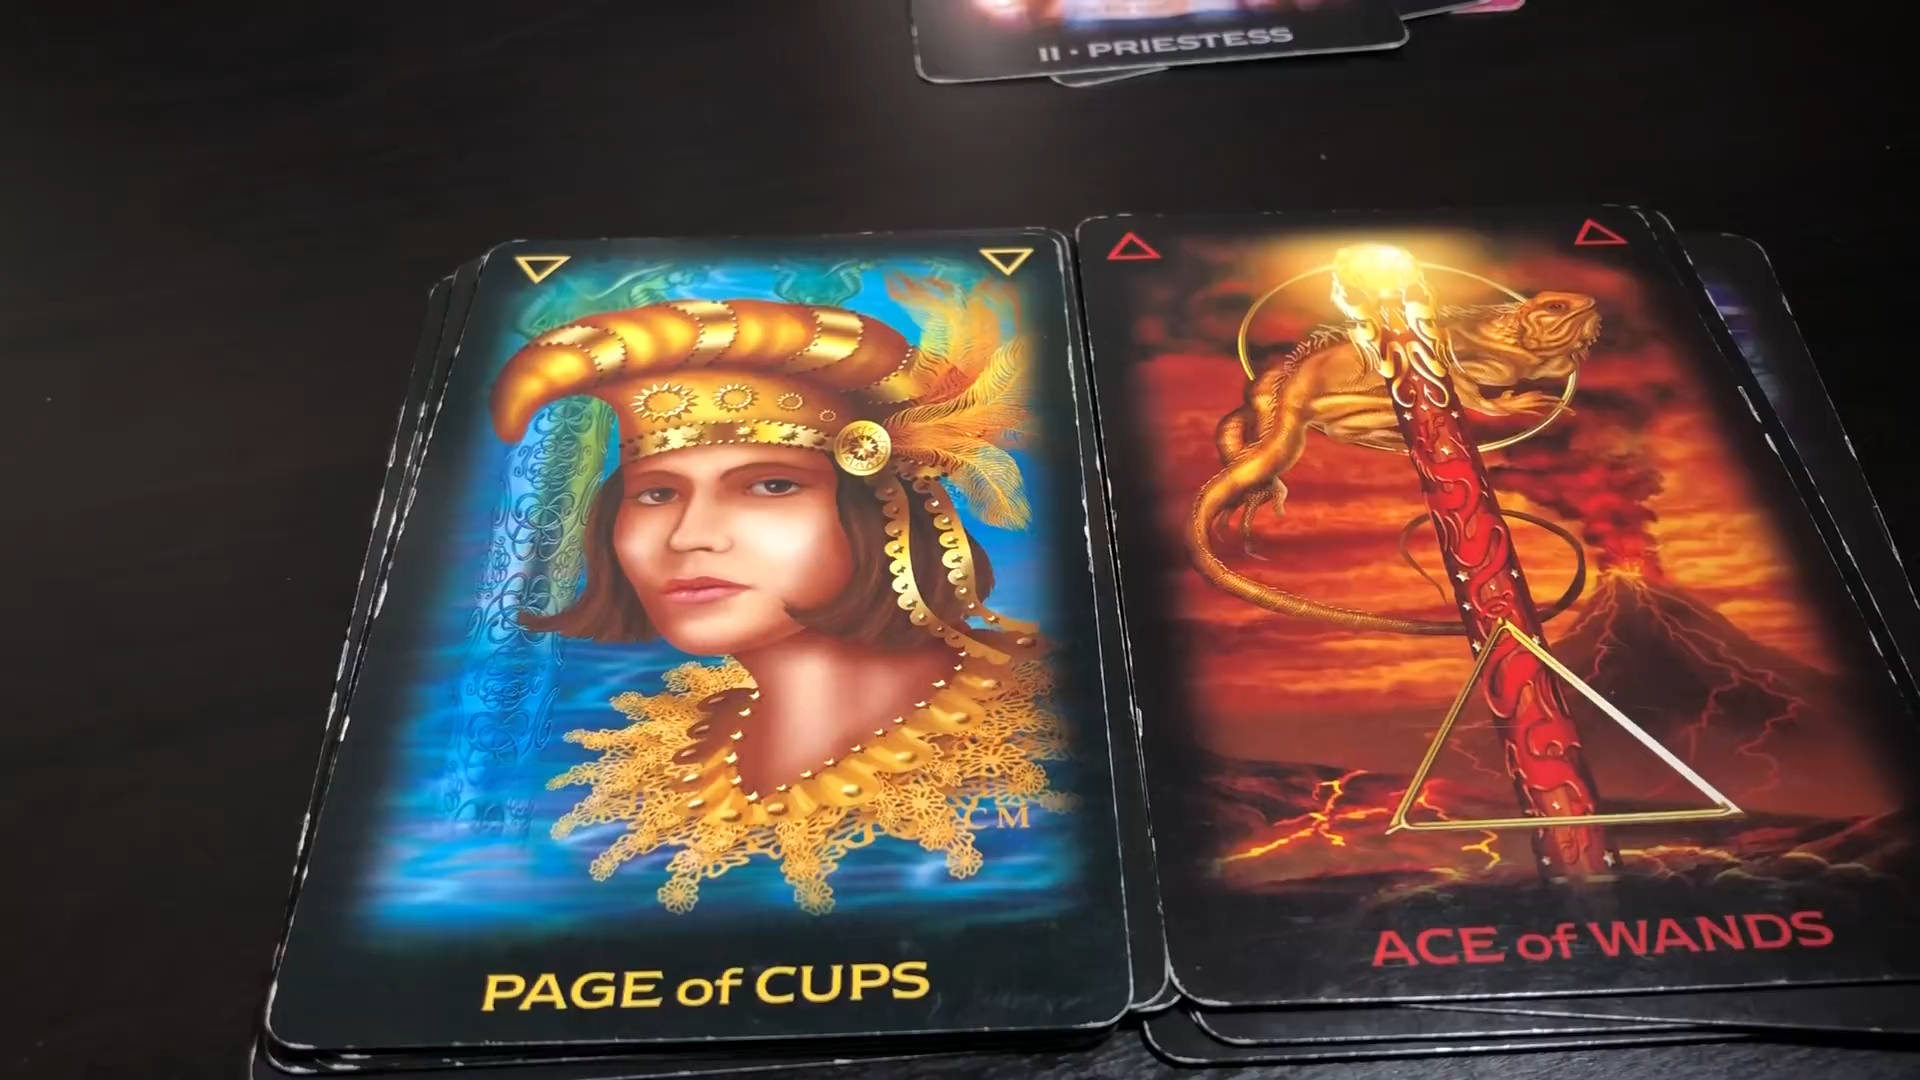 II • PRIESTESS
CM
PAGE of CUPS
ACE of WANDS